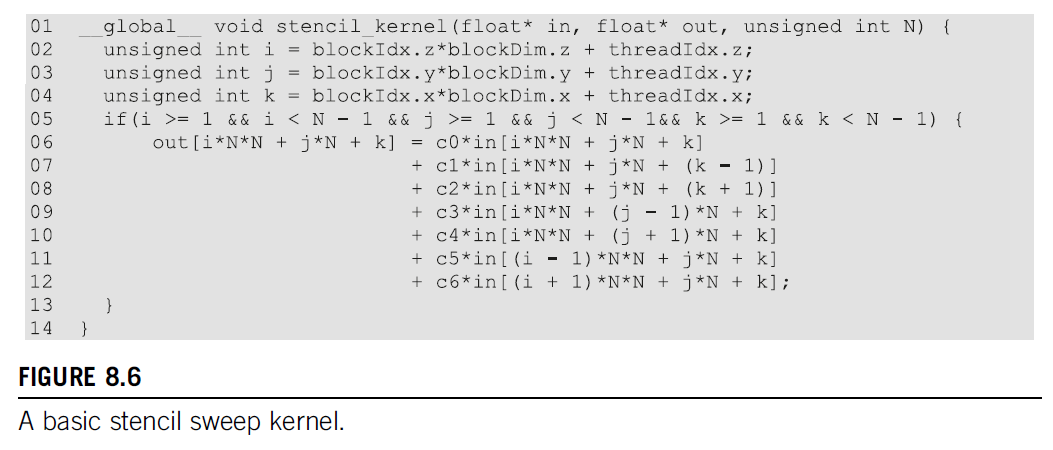 01 __global__ void stencil_kernel(float* in, float* out, unsigned int N) {
02 unsigned int i = blockIdx.z*blockDim.z + threadIdx.z;
03 unsigned int j = blockIdx.y*blockDim.y + threadIdx.y;
04 unsigned int k = blockIdx.x*blockDim.x + threadIdx.x;
05 if(i >= 1 && i < N - 1 && j >= 1 && j < N - 1&& k >= 1 && k < N - 1) {
06 out[i*N*N + j*N + k] = c0*in[i*N*N + j*N + k]
07 + c1*in[i*N*N + j*N + (k - 1)]
08 + c2*in[i*N*N + j*N + (k + 1)]
09 + c3*in[i*N*N + (j - 1)*N + k]
10 + c4*in[i*N*N + (j + 1)*N + k]
11 + c5*in[(i - 1)*N*N + j*N + k]
12 + c6*in[(i + 1)*N*N + j*N + k];
13 }
14 }
FIGURE 8.6
A basic stencil sweep kernel.